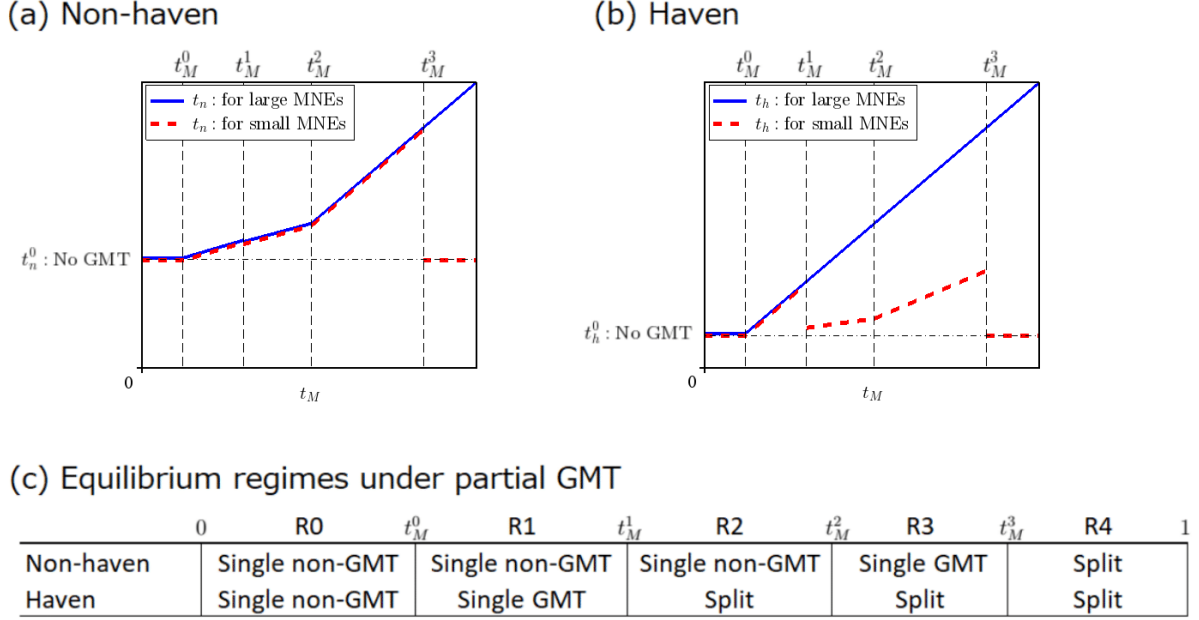 (a) Non-haven
t_M^0 t_M^1 t_M^2 t_M^3
t_n : for large MNEs
t_n : for small MNEs
t_n^0 : No GMT
0
t_M
(b) Haven
t_M^0 t_M^1 t_M^2 t_M^3
t_h : for large MNEs
t_h : for small MNEs
t_h^0 : No GMT
0
t_M
(c) Equilibrium regimes under partial GMT
0 R0 t_M^0 R1 t_M^1 R2 t_M^2 R3 t_M^3 R4 1
Non-haven Single non-GMT Single non-GMT Single non-GMT Single GMT Split
Haven Single non-GMT Single GMT Split Split Split